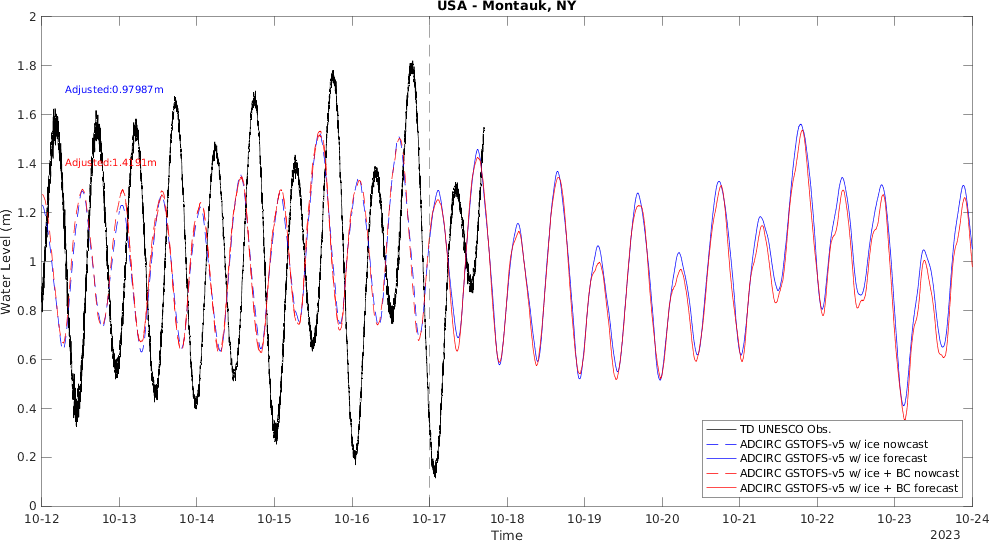 USA - Montauk, NY
2
1.8
1.6
1.4
1.2
1
0.8
0.6
0.4
0.2
0
Water Level (m)
Adjusted:0.97987m
TD UNESCO Obs.
ADCIRC GSTOFS-v5 w/ ice nowcast
ADCIRC GSTOFS-v5 w/ ice forecast
ADCIRC GSTOFS-v5 w/ ice + BC nowcast
ADCIRC GSTOFS-v5 w/ ice + BC forecast
10-12 10-13 10-14 10-15 10-16 10-17 10-18 10-19 10-20 10-21 10-22 10-23 10-24
Time
2023